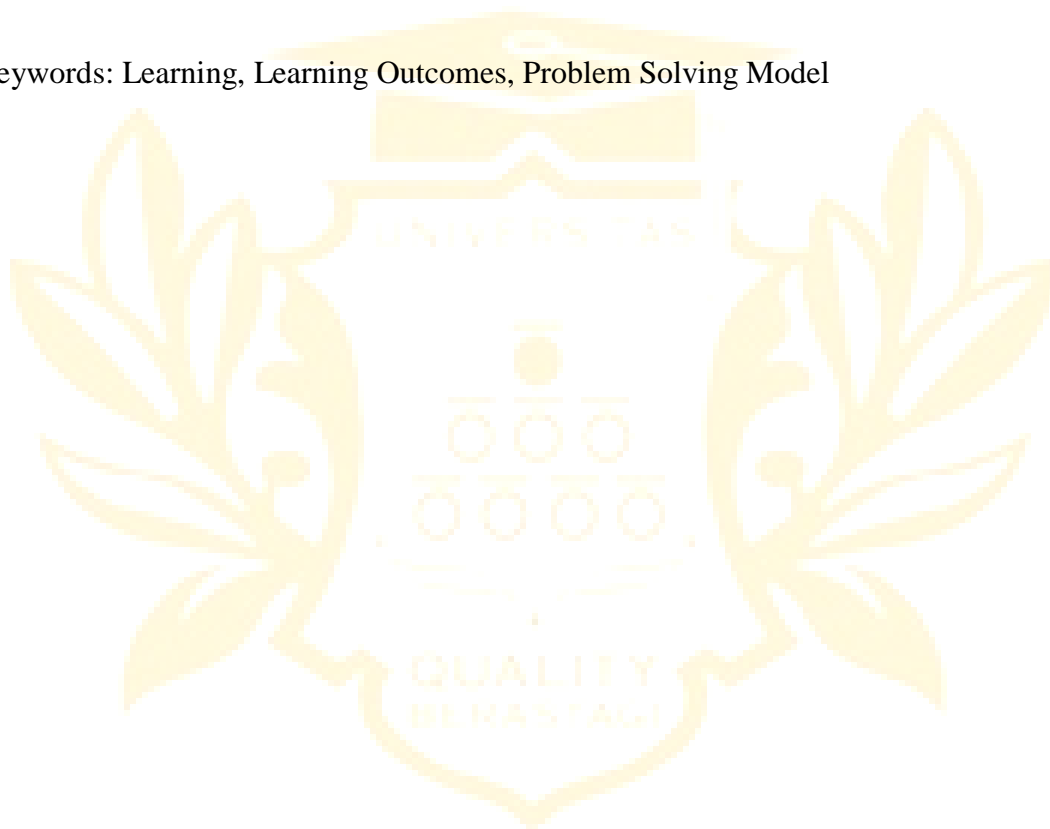 eywords: Learning, Learning Outcomes, Problem Solving Model
UNIVERSITAS
QUALITY
BERASTAGI